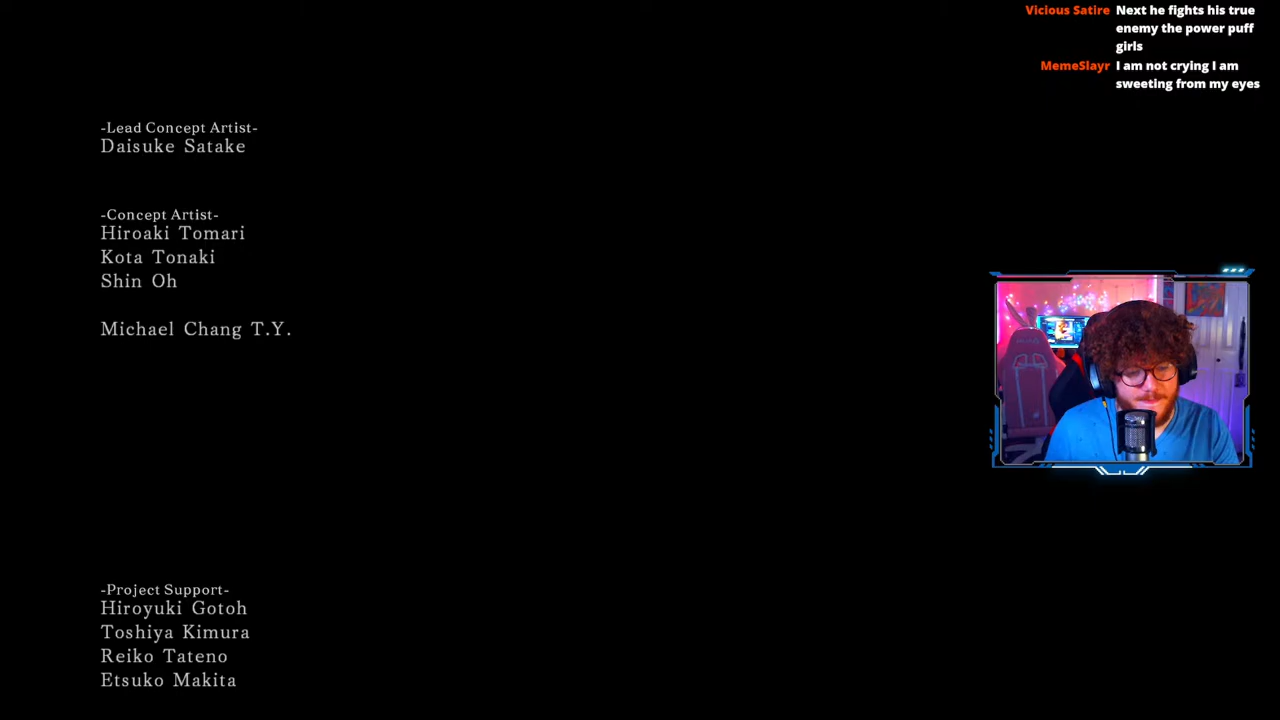 -Lead Concept Artist-
Daisuke Satake
-Concept Artist-
Hiroaki Tomari
Kota Tonaki
Shin Oh
Michael Chang T.Y.
-Project Support-
Hiroyuki Gotoh
Toshiya Kimura
Reiko Tateno
Etsuko Makita
Vicious Satire Next he fights his true
enemy the power puff
girls
MemeSlayr I am not crying I am
sweeting from my eyes